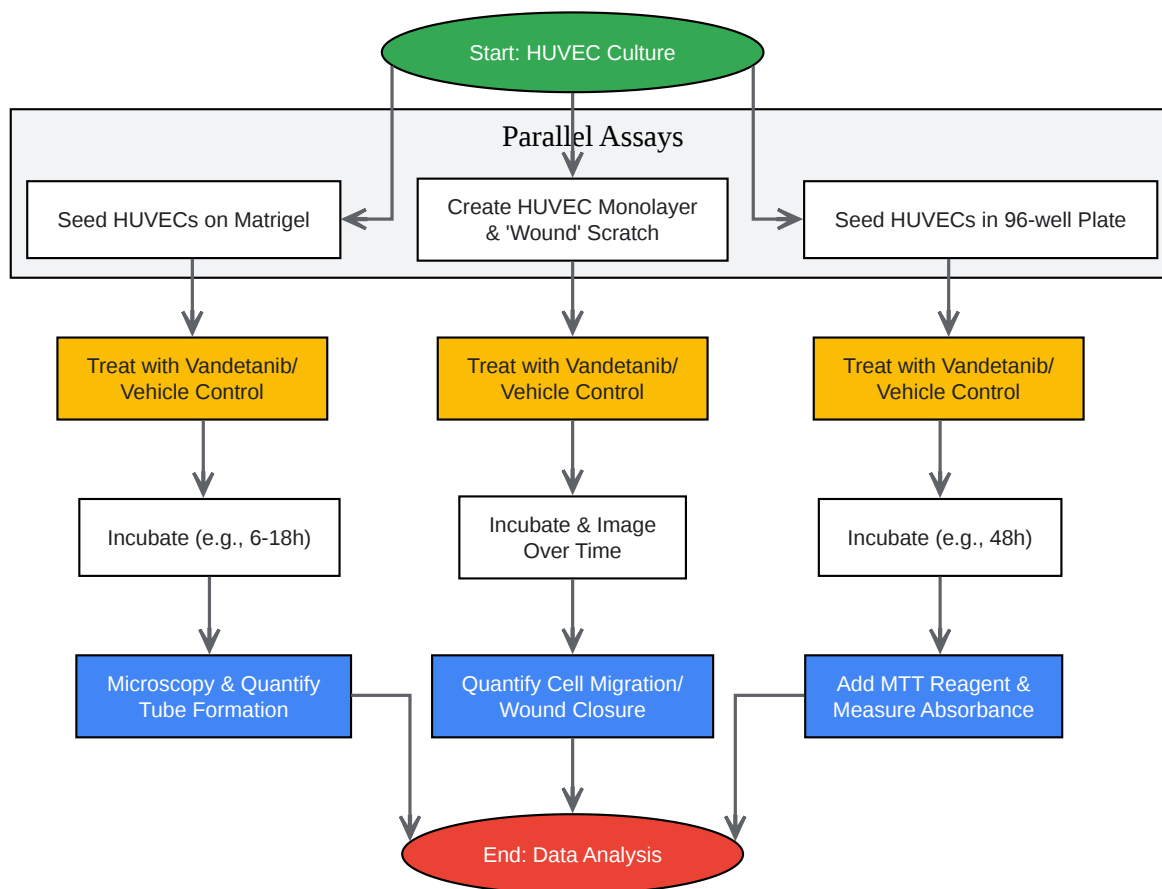 Start: HUVEC Culture
Parallel Assays
Seed HUVECs on Matrigel
Create HUVEC Monolayer
& 'Wound' Scratch
Seed HUVECs in 96-well Plate
Treat with Vandetanib/
Vehicle Control
Treat with Vandetanib/
Vehicle Control
Treat with Vandetanib/
Vehicle Control
Incubate (e.g., 6-18h)
Incubate & Image
Over Time
Incubate (e.g., 48h)
Microscopy & Quantify
Tube Formation
Quantify Cell Migration/
Wound Closure
Add MTT Reagent &
Measure Absorbance
End: Data Analysis